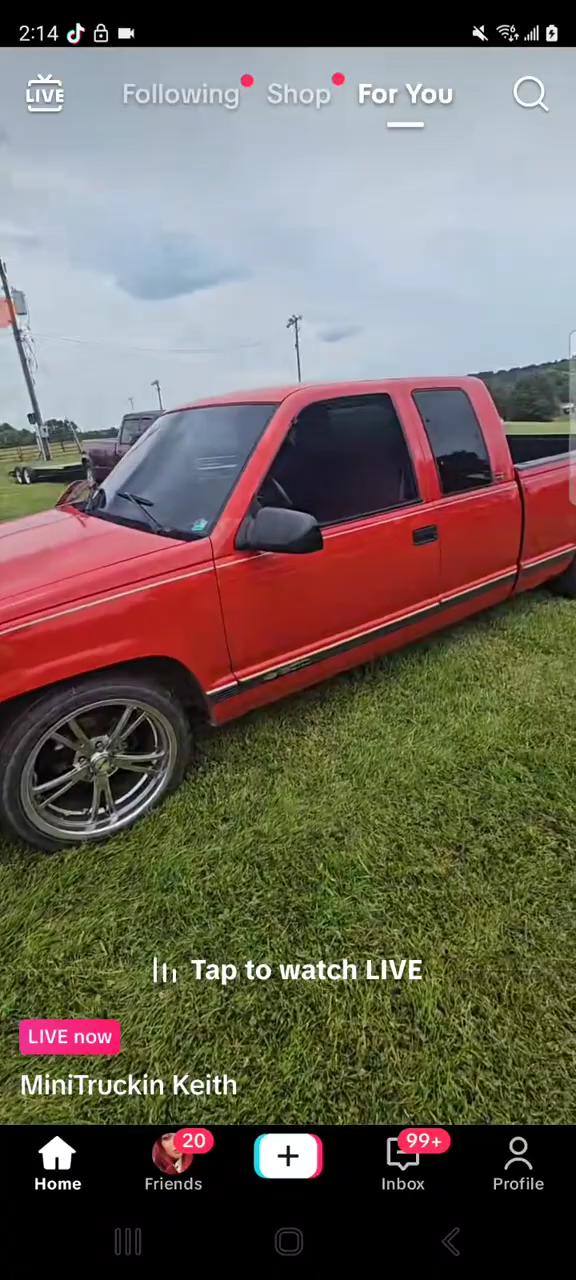 2:14
LIVE
Following
Shop
For You
Tap to watch LIVE
LIVE now
MiniTruckin Keith
20
99+
Home
Friends
Inbox
Profile